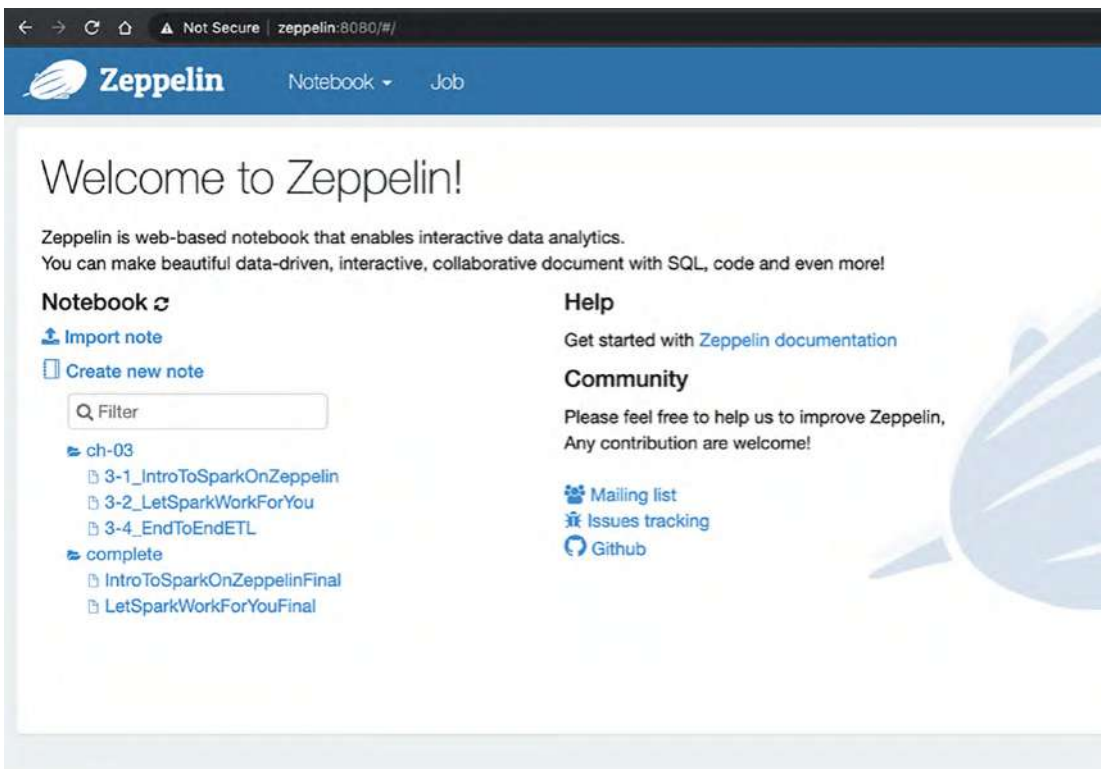 Not Secure | zeppelin:8080/#/
Zeppelin Notebook Job
Welcome to Zeppelin!
Zeppelin is web-based notebook that enables interactive data analytics.
You can make beautiful data-driven, interactive, collaborative document with SQL, code and even more!
Notebook
Import note
Create new note
Filter
ch-03
3-1_IntroToSparkOnZeppelin
3-2_LetSparkWorkForYou
3-4_EndToEndETL
complete
IntroToSparkOnZeppelinFinal
LetSparkWorkForYouFinal
Help
Get started with Zeppelin documentation
Community
Please feel free to help us to improve Zeppelin,
Any contribution are welcome!
Mailing list
Issues tracking
Github